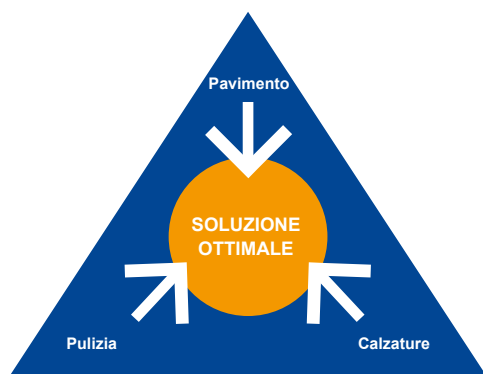 Pavimento
SOLUZIONE
OTTIMALE
Pulizia
Calzature